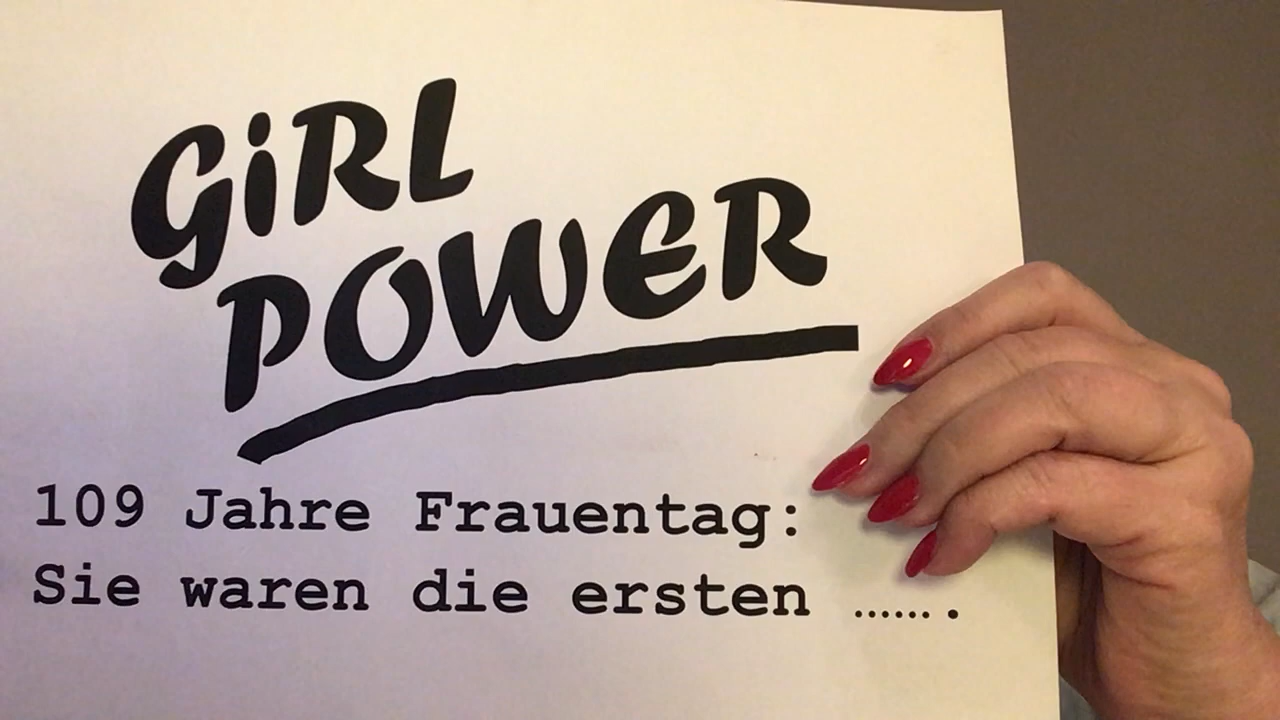 GiRL
POWER
109 Jahre Frauentag:
Sie waren die ersten .......